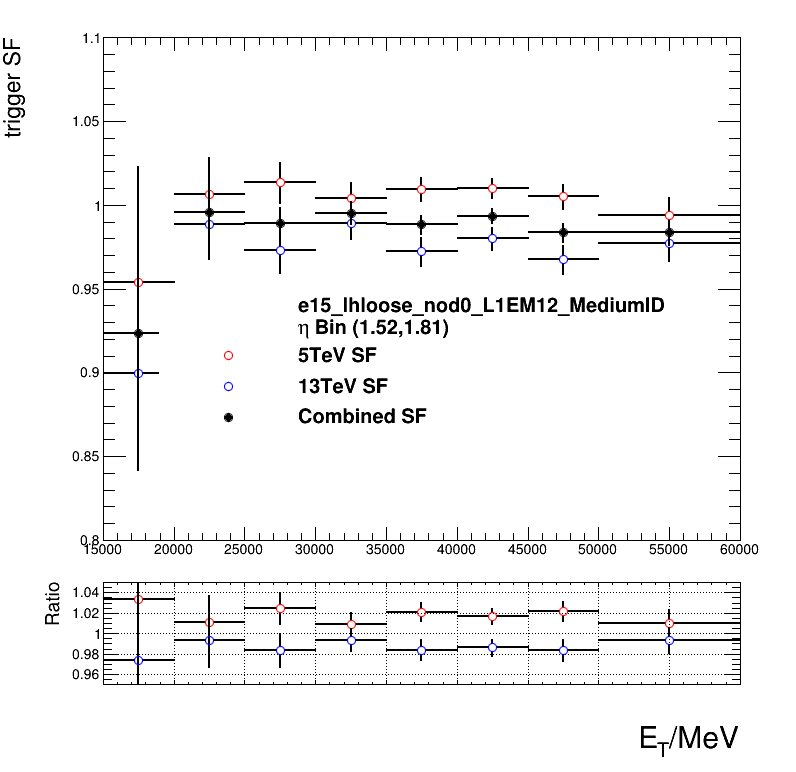 trigger SF
1.1
1.05
1
0.95
0.9
0.85
0.8
e15_lhloose_nod0_L1EM12_MediumID
η Bin (1.52,1.81)
5TeV SF
13TeV SF
Combined SF
15000 20000 25000 30000 35000 40000 45000 50000 55000 60000
Ratio
1.04
1.02
1
0.98
0.96
E_T/MeV